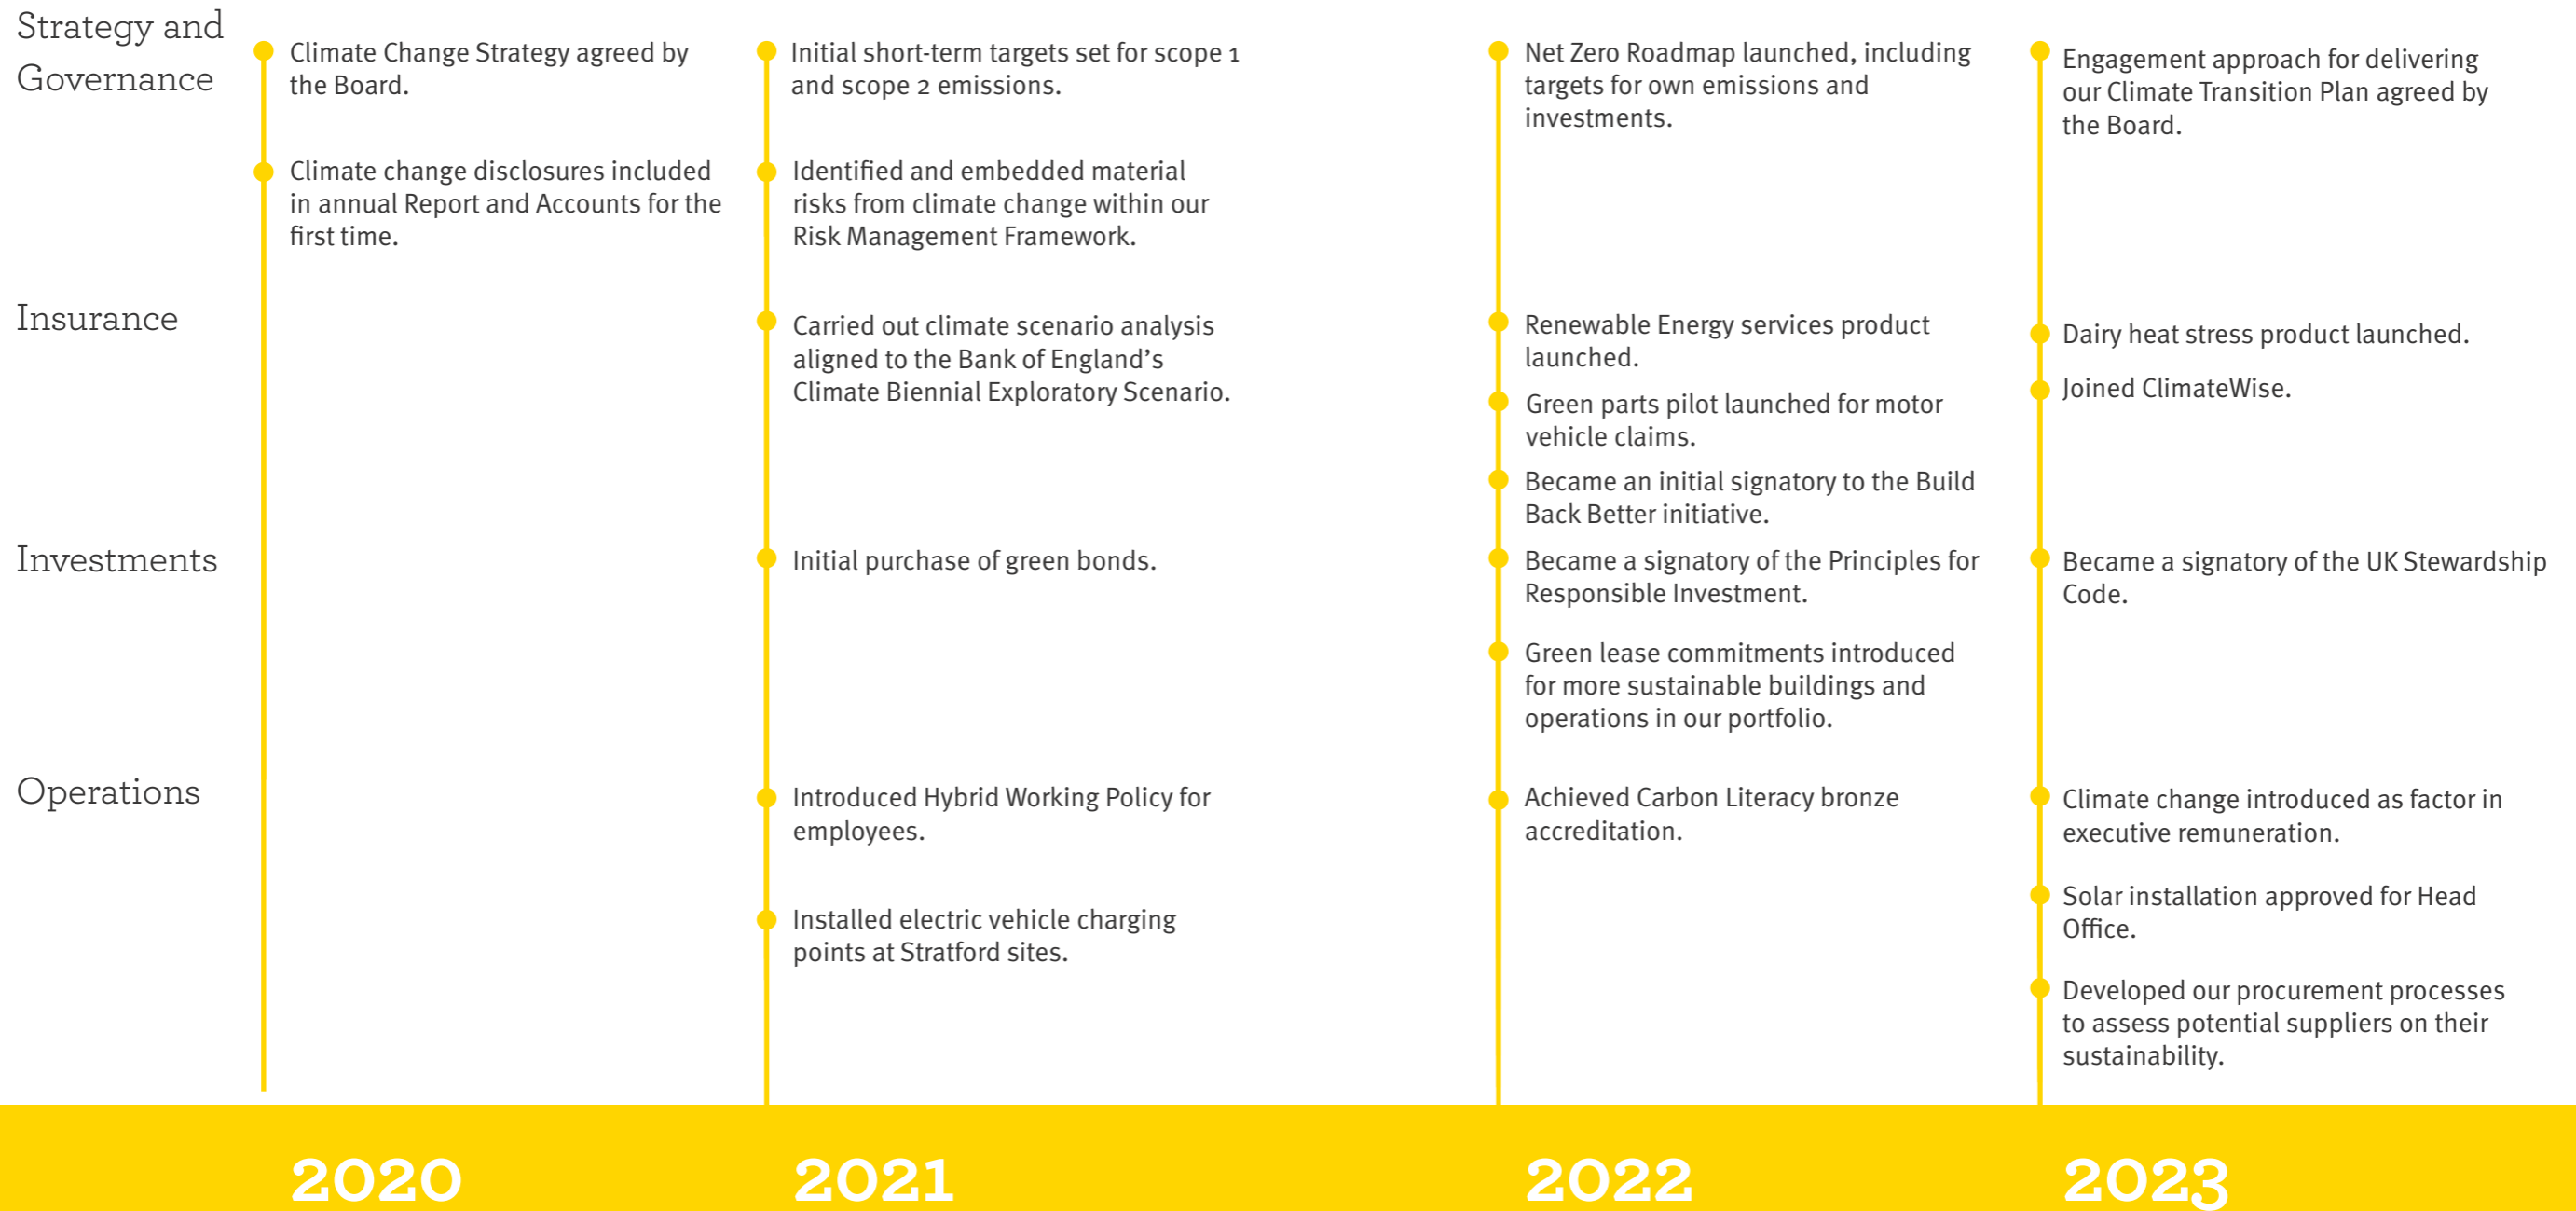 Strategy and
Governance
Climate Change Strategy agreed by
the Board.
Climate change disclosures included
in annual Report and Accounts for the
first time.
Initial short-term targets set for scope 1
and scope 2 emissions.
Identified and embedded material
risks from climate change within our
Risk Management Framework.
Net Zero Roadmap launched, including
targets for own emissions and
investments.
Engagement approach for delivering
our Climate Transition Plan agreed by
the Board.
Insurance
Carried out climate scenario analysis
aligned to the Bank of England’s
Climate Biennial Exploratory Scenario.
Renewable Energy services product
launched.
Green parts pilot launched for motor
vehicle claims.
Became an initial signatory to the Build
Back Better initiative.
Dairy heat stress product launched.
Joined ClimateWise.
Investments
Initial purchase of green bonds.
Became a signatory of the Principles for
Responsible Investment.
Green lease commitments introduced
for more sustainable buildings and
operations in our portfolio.
Became a signatory of the UK Stewardship
Code.
Operations
Introduced Hybrid Working Policy for
employees.
Installed electric vehicle charging
points at Stratford sites.
Achieved Carbon Literacy bronze
accreditation.
Climate change introduced as factor in
executive remuneration.
Solar installation approved for Head
Office.
Developed our procurement processes
to assess potential suppliers on their
sustainability.
2020
2021
2022
2023